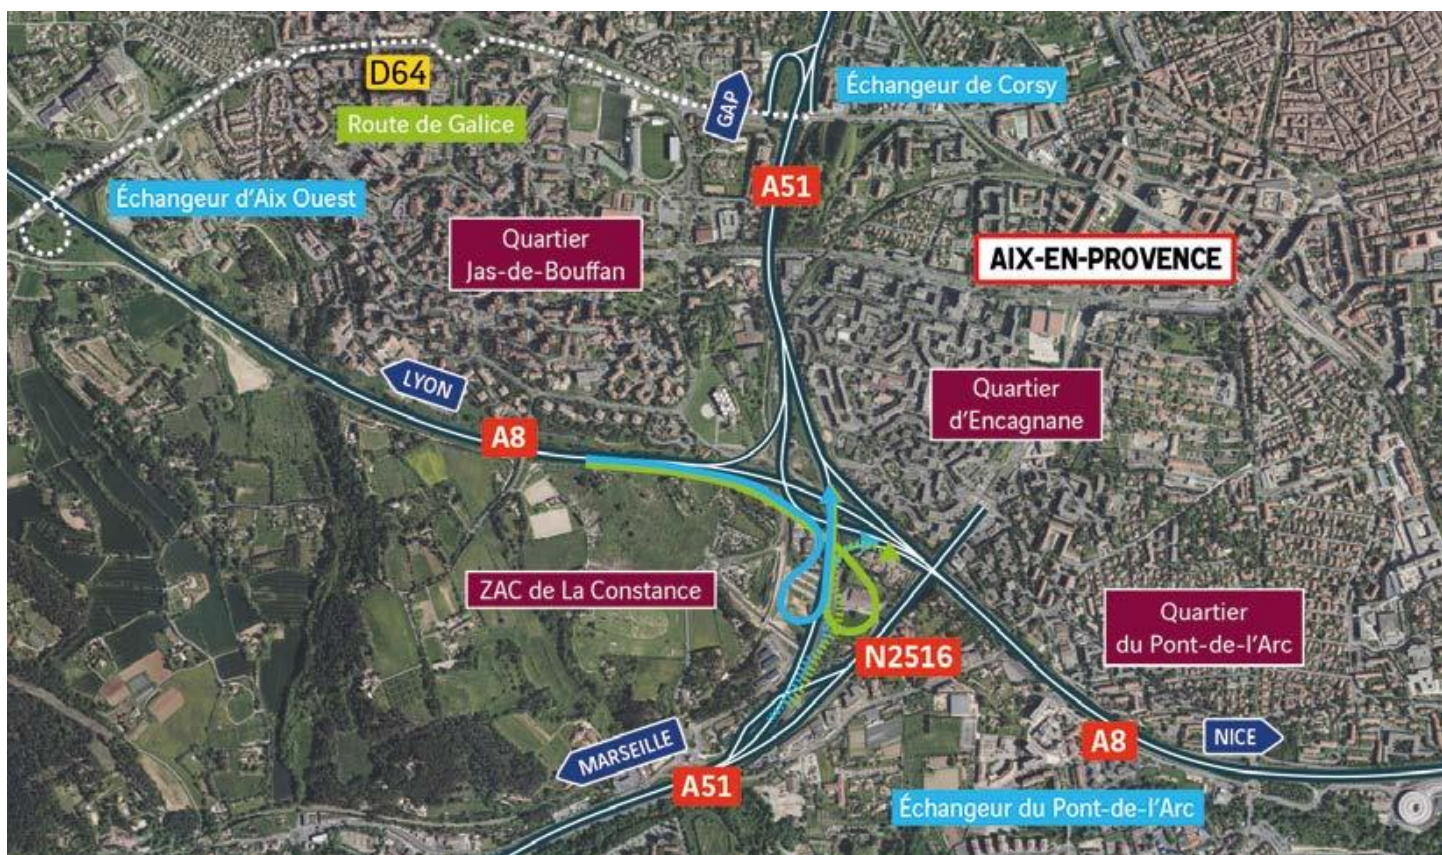 D64
Route de Galice
GAP
Échangeur de Corsy
A51
Échangeur d'Aix Ouest
Quartier
Jas-de-Bouffan
AIX-EN-PROVENCE
LYON
A8
Quartier
d'Encagnane
ZAC de La Constance
Quartier
du Pont-de-l'Arc
N2516
MARSEILLE
A51
A8
NICE
Échangeur du Pont-de-l'Arc